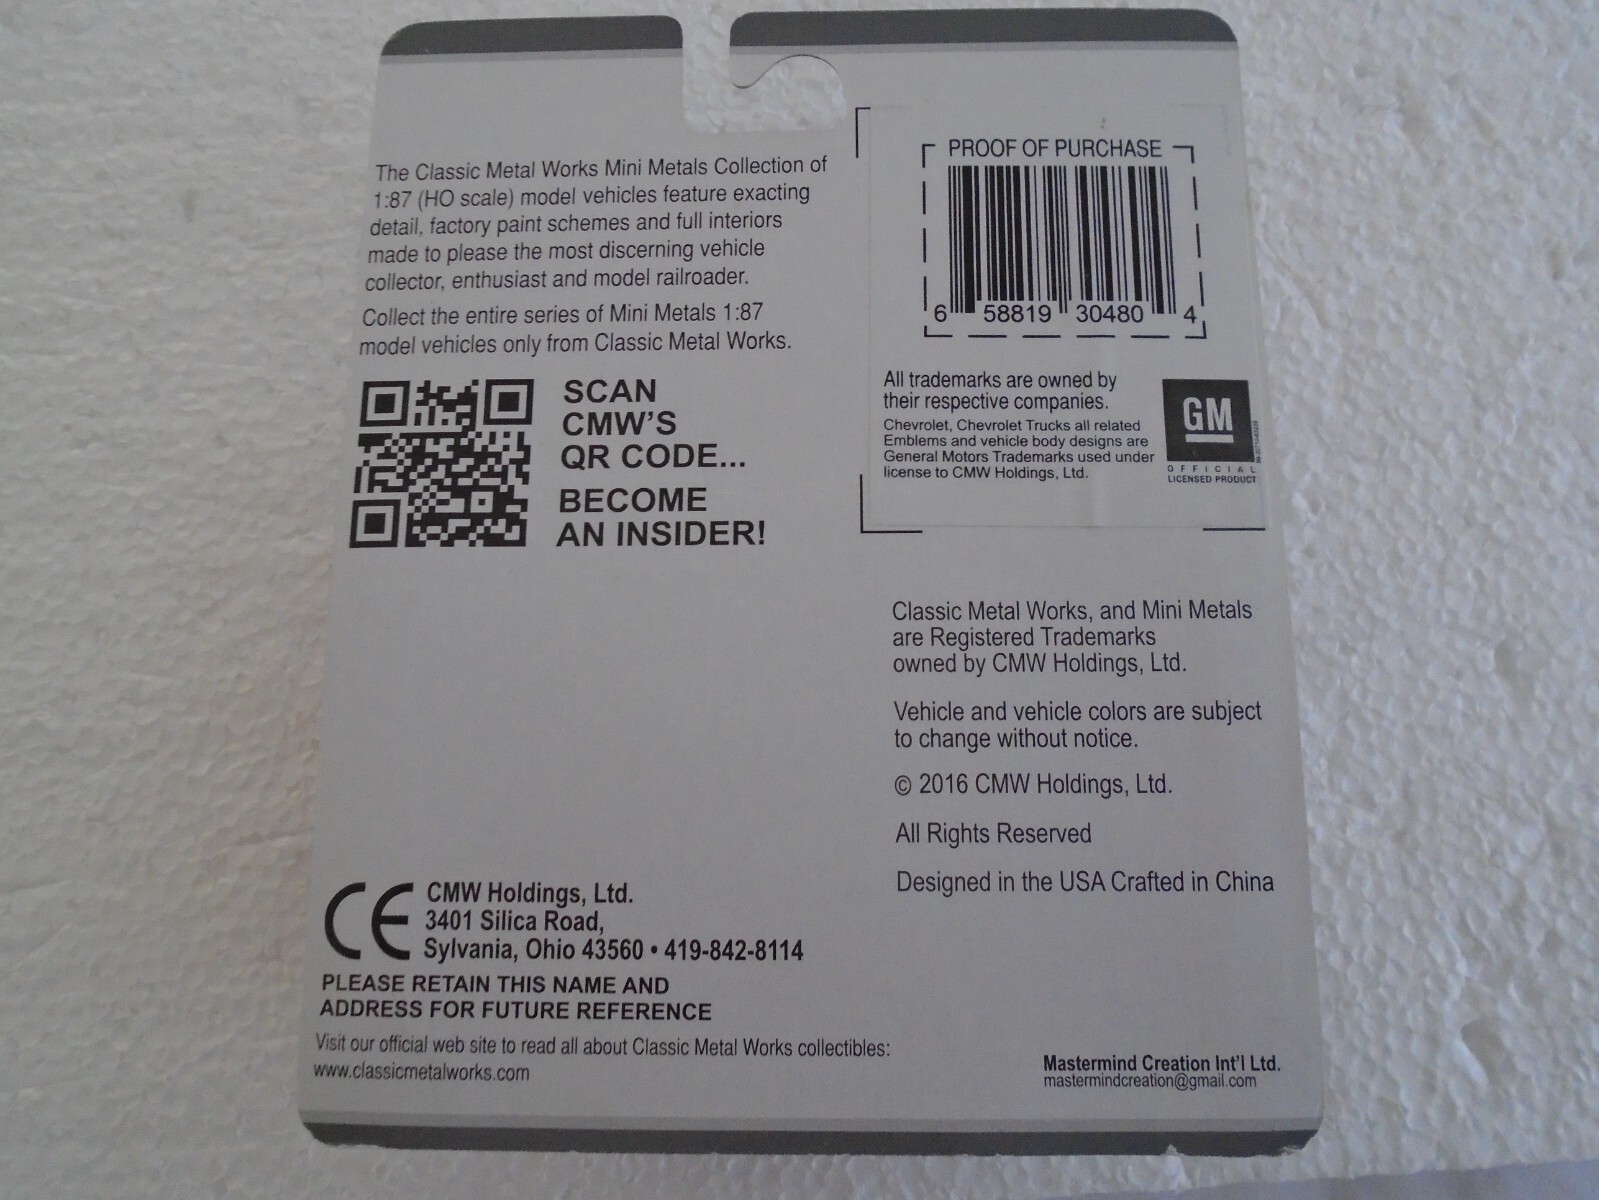 The Classic Metal Works Mini Metals Collection of
1:87 (HO scale) model vehicles feature exacting
detail, factory paint schemes and full interiors
made to please the most discerning vehicle
collector, enthusiast and model railroader.
Collect the entire series of Mini Metals 1:87
model vehicles only from Classic Metal Works.
SCAN
CMW'S
QR CODE...
BECOME
AN INSIDER!
PROOF OF PURCHASE
6 58819 30480 4
All trademarks are owned by
their respective companies.
Chevrolet, Chevrolet Trucks all related
Emblems and vehicle body designs are
General Motors Trademarks used under
license to CMW Holdings, Ltd.
GM
OFFICIAL
LICENSED PRODUCT
Classic Metal Works, and Mini Metals
are Registered Trademarks
owned by CMW Holdings, Ltd.
Vehicle and vehicle colors are subject
to change without notice.
© 2016 CMW Holdings, Ltd.
All Rights Reserved
Designed in the USA Crafted in China
CE
CMW Holdings, Ltd.
3401 Silica Road,
Sylvania, Ohio 43560 • 419-842-8114
PLEASE RETAIN THIS NAME AND
ADDRESS FOR FUTURE REFERENCE
Visit our official web site to read all about Classic Metal Works collectibles:
www.classicmetalworks.com
Mastermind Creation Int'l Ltd.
mastermindcreation@gmail.com